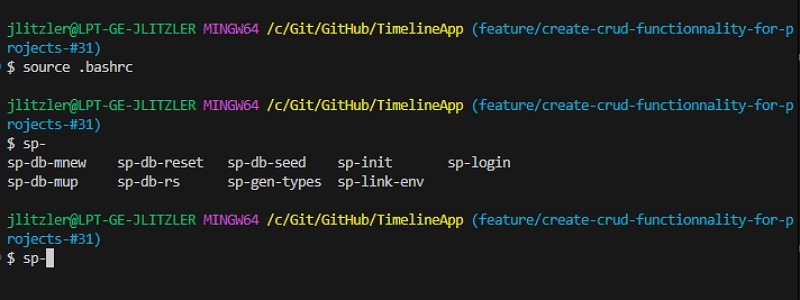 jlitzler@LPT-GE-JLITZLER MINGW64 /c/Git/GitHub/TimelineApp (feature/create-crud-functionnality-for-p
rojects-#31)
$ source .bashrc
jlitzler@LPT-GE-JLITZLER MINGW64 /c/Git/GitHub/TimelineApp (feature/create-crud-functionnality-for-p
rojects-#31)
$ sp-
sp-db-mnew sp-db-reset sp-db-seed sp-init sp-login
sp-db-mup sp-db-rs sp-gen-types sp-link-env
jlitzler@LPT-GE-JLITZLER MINGW64 /c/Git/GitHub/TimelineApp (feature/create-crud-functionnality-for-p
rojects-#31)
$ sp-